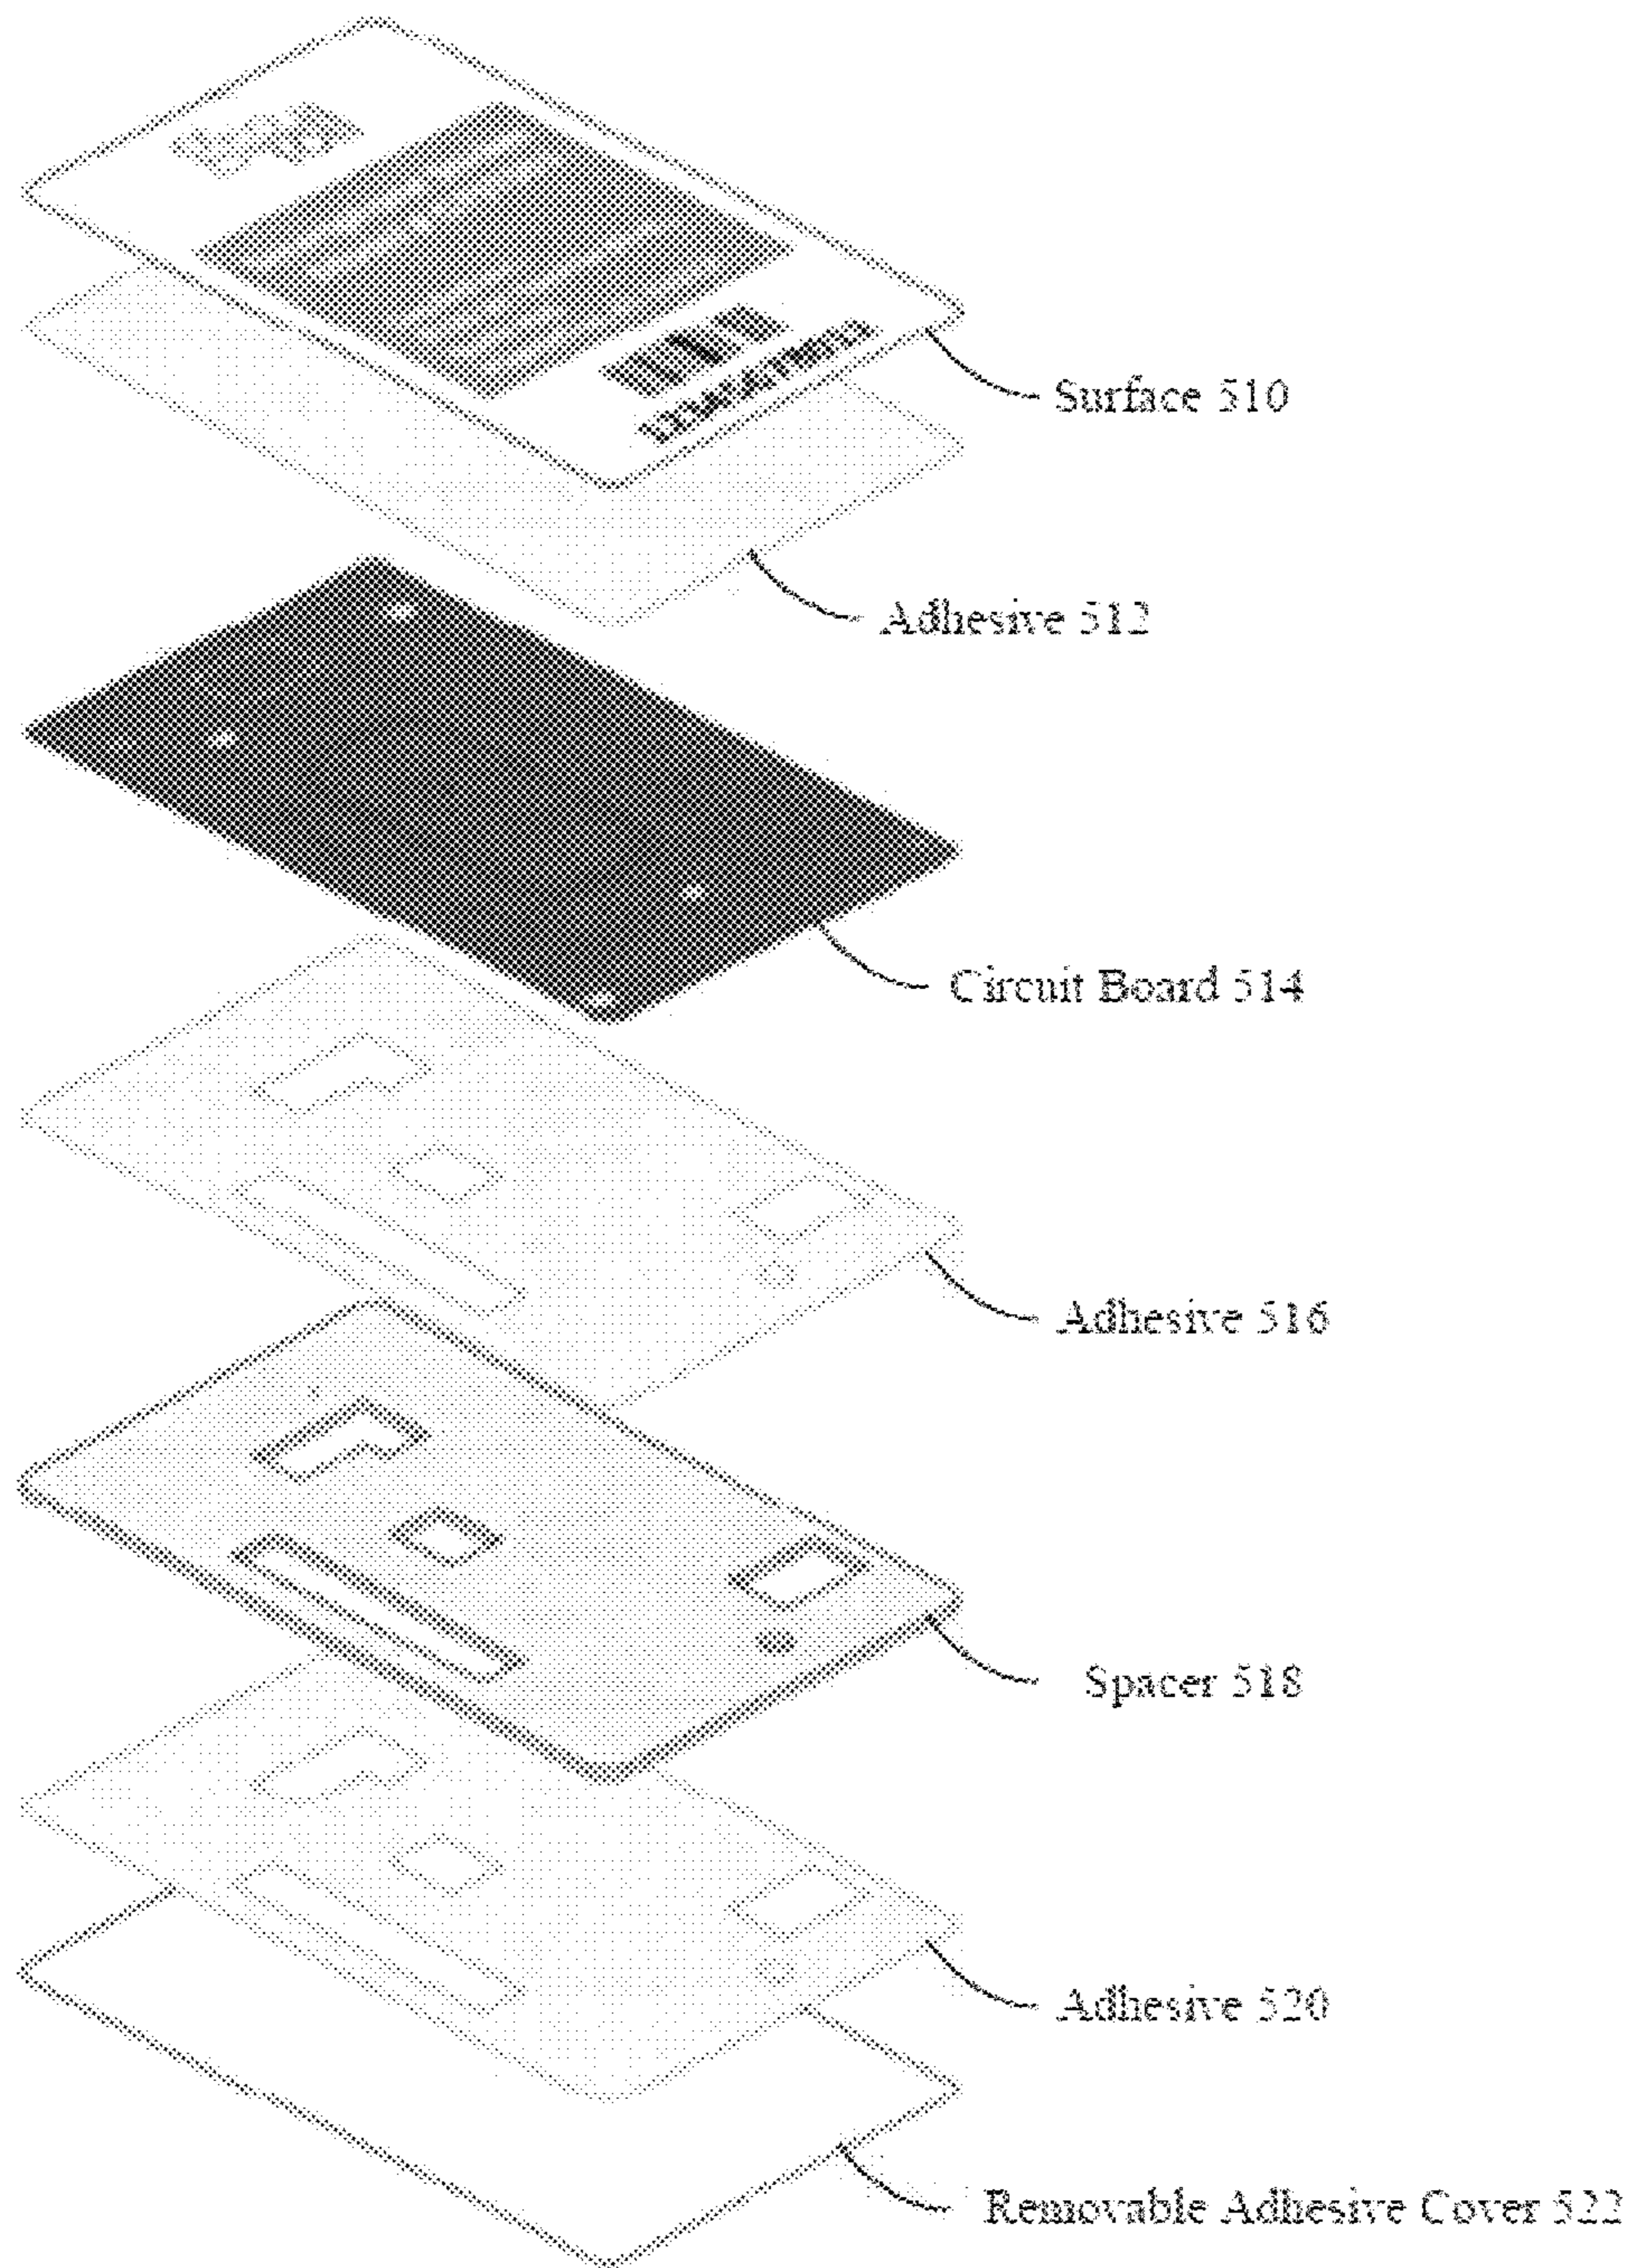 Surface 510
Adhesive 512
Circuit Board 514
Adhesive 516
Spacer 518
Adhesive 520
Removable Adhesive Cover 522